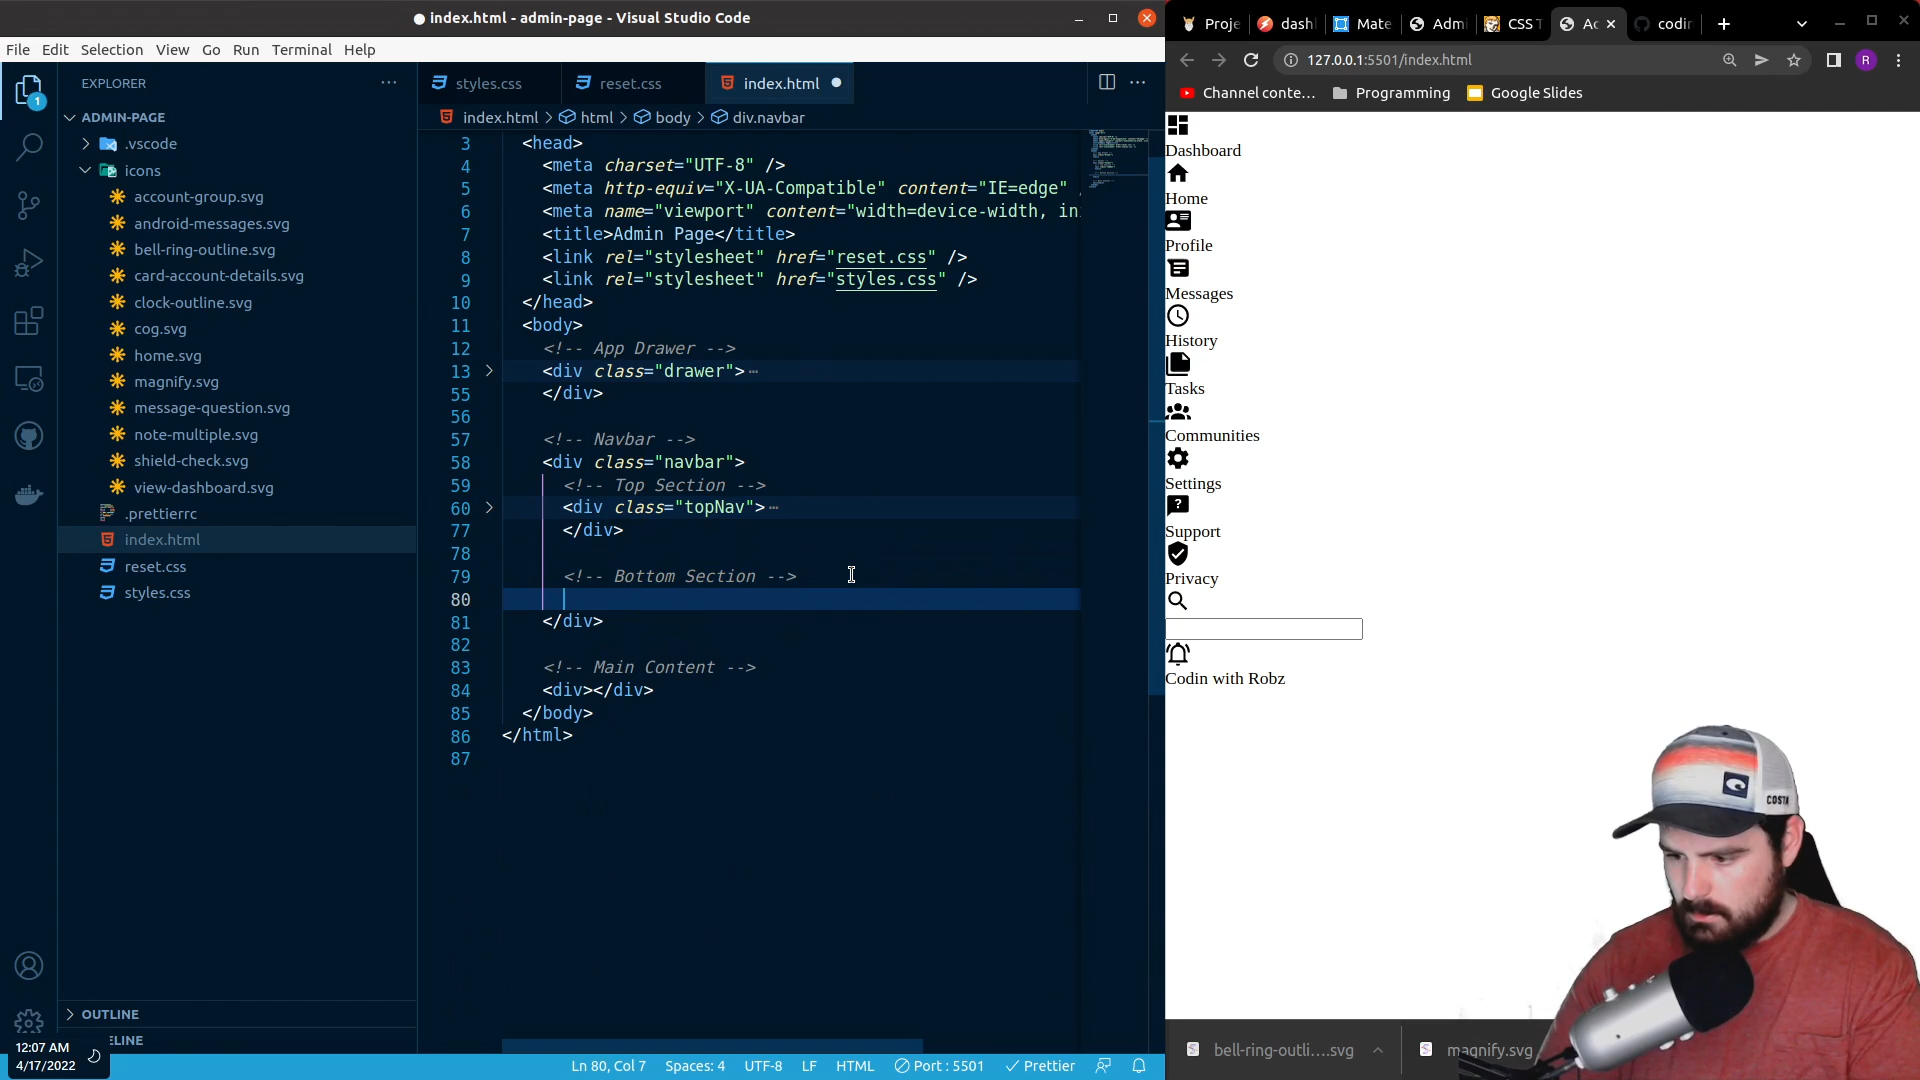 index.html - admin-page - Visual Studio Code
File Edit Selection View Go Run Terminal Help
EXPLORER
1
ADMIN-PAGE
.vscode
icons
account-group.svg
android-messages.svg
bell-ring-outline.svg
card-account-details.svg
clock-outline.svg
cog.svg
home.svg
magnify.svg
message-question.svg
note-multiple.svg
shield-check.svg
view-dashboard.svg
.prettierrc
index.html
reset.css
styles.css
OUTLINE
12:07 AM
4/17/2022
styles.css reset.css index.html
index.html > html > body > div.navbar
3 <head>
4 <meta charset="UTF-8" />
5 <meta http-equiv="X-UA-Compatible" content="IE=edge"
6 <meta name="viewport" content="width=device-width, in
7 <title>Admin Page</title>
8 <link rel="stylesheet" href="reset.css" />
9 <link rel="stylesheet" href="styles.css" />
10 </head>
11 <body>
12 <!-- App Drawer -->
13 <div class="drawer">…
55 </div>
56
57 <!-- Navbar -->
58 <div class="navbar">
59 <!-- Top Section -->
60 <div class="topNav">…
77 </div>
78
79 <!-- Bottom Section -->
80
81 </div>
82
83 <!-- Main Content -->
84 <div></div>
85 </body>
86 </html>
87
Ln 80, Col 7 Spaces: 4 UTF-8 LF HTML Port : 5501 Prettier
Proje dash Mate Adm CSS T Ac codin
127.0.0.1:5501/index.html R
Channel conte... Programming Google Slides
Dashboard
Home
Profile
Messages
History
Tasks
Communities
Settings
Support
Privacy
Codin with Robz
COSTA
bell-ring-outli....svg magnify.svg